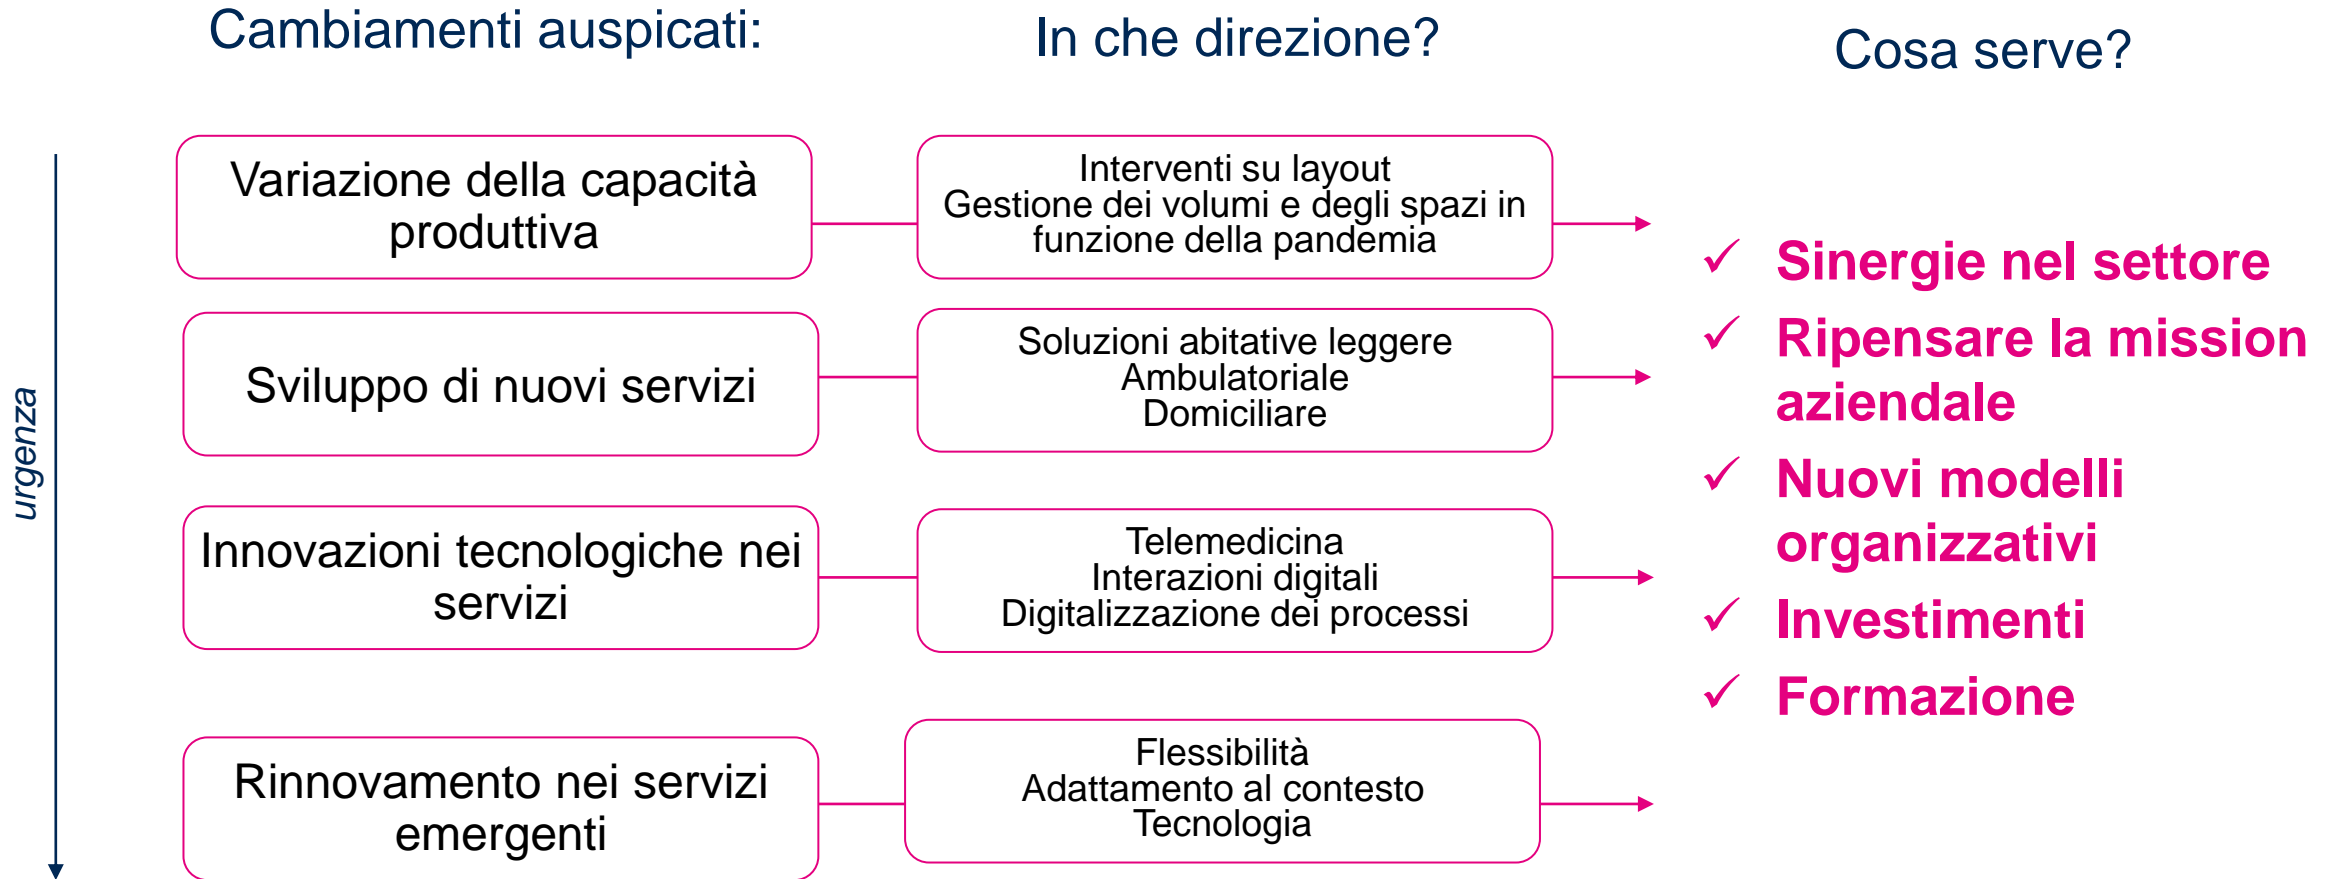 Cambiamenti auspicati:
In che direzione?
Cosa serve?
urgenza
Variazione della capacità
produttiva
Interventi su layout
Gestione dei volumi e degli spazi in
funzione della pandemia
Sviluppo di nuovi servizi
Soluzioni abitative leggere
Ambulatoriale
Domiciliare
Innovazioni tecnologiche nei
servizi
Telemedicina
Interazioni digitali
Digitalizzazione dei processi
Rinnovamento nei servizi
emergenti
Flessibilità
Adattamento al contesto
Tecnologia
✓ Sinergie nel settore
✓ Ripensare la mission
aziendale
✓ Nuovi modelli
organizzativi
✓ Investimenti
✓ Formazione